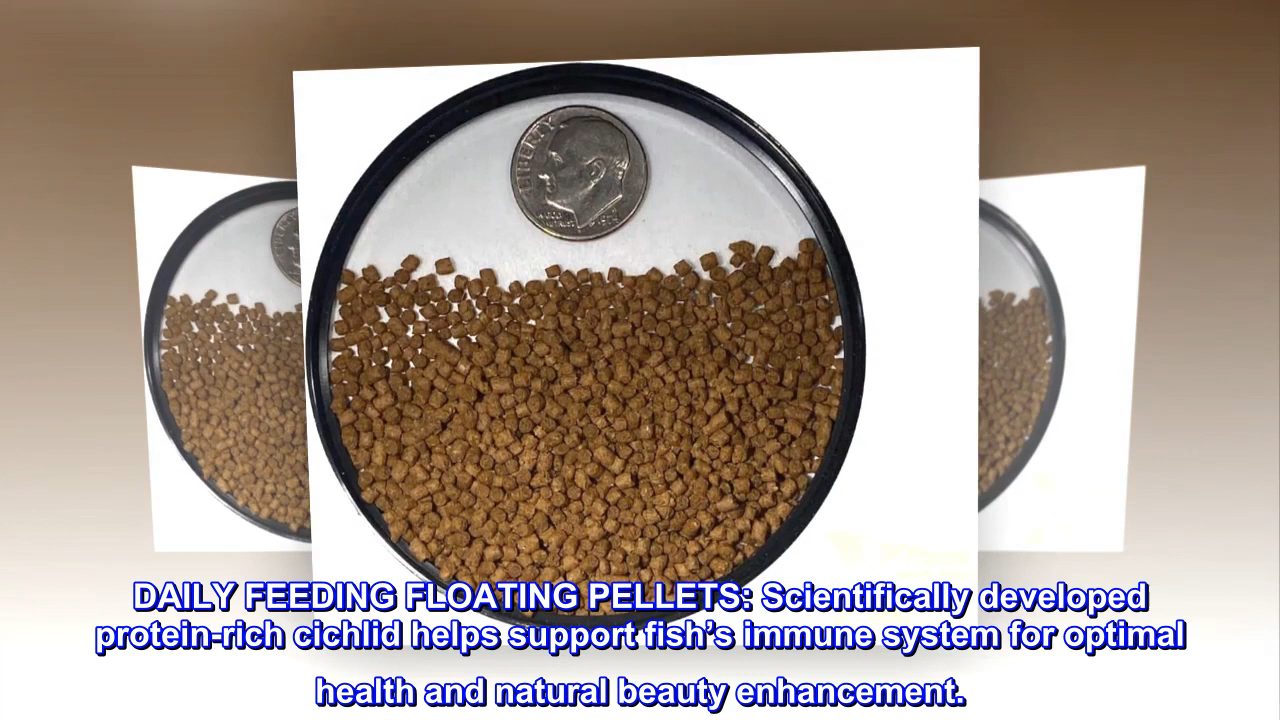 LIBERTY
DAILY FEEDING FLOATING PELLETS: Scientifically developed
protein-rich cichlid helps support fish’s immune system for optimal
health and natural beauty enhancement.